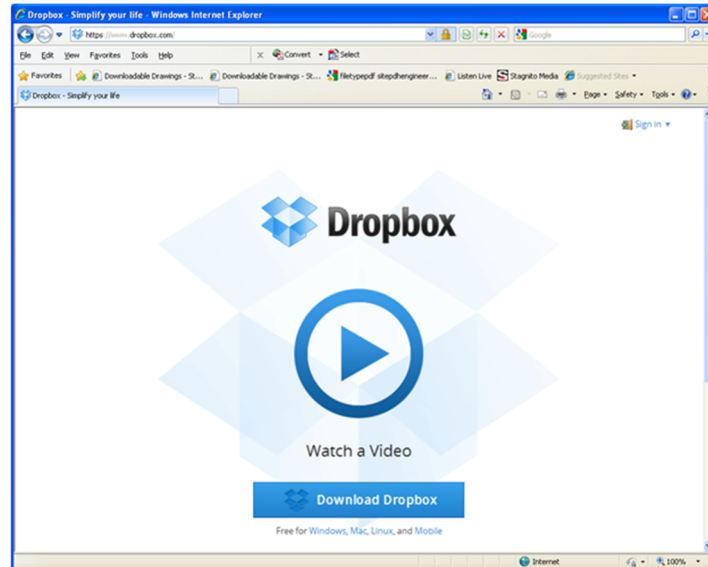 Dropbox - Simplify your life - Windows Internet Explorer
https://www.dropbox.com/
Google
File Edit View Favorites Tools Help
x Convert Select
Favorites Downloadable Drawings - St... Downloadable Drawings - St... filetypepdf stepdhengineer... Listen Live Stagnito Media Suggested Sites
Dropbox - Simplify your life
Page Safety Tools
Sign in
Dropbox
Watch a Video
Download Dropbox
Free for Windows, Mac, Linux, and Mobile
Internet 100%